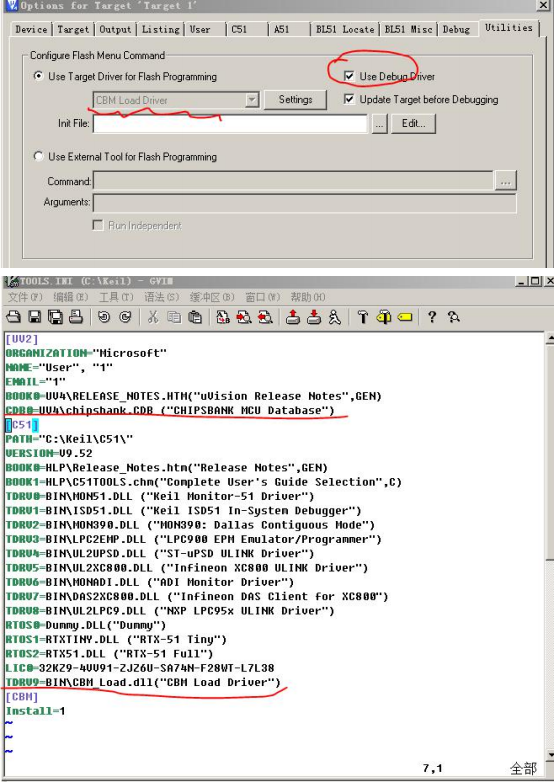 Options for Target 'Target 1'
Device Target Output Listing User C51 A51 BL51 Locate BL51 Misc Debug Utilities
Configure Flash Menu Command
Use Target Driver for Flash Programming
Use Debug Driver
CBM Load Driver
Settings
Update Target before Debugging
Init File:
...
Edit...
Use External Tool for Flash Programming
Command:
...
Arguments:
Run Independent
TOOLS.INI (C:\Keil) - GVIM
文件(F) 编辑(E) 工具(T) 语法(S) 缓冲区(B) 窗口(W) 帮助(H)
[UV2]
ORGANIZATION="Microsoft"
NAME="User", "1"
EMAIL="1"
BOOK0=UV4\RELEASE_NOTES.HTM("uVision Release Notes",GEN)
CDB0=UV4\chipsbank.CDB ("CHIPSBANK MCU Database")
[C51]
PATH="C:\Keil\C51\"
VERSION=V9.52
BOOK0=HLP\Release_Notes.htm("Release Notes",GEN)
BOOK1=HLP\C51TOOLS.chm("Complete User's Guide Selection",C)
TDRV0=BIN\MON51.DLL ("Keil Monitor-51 Driver")
TDRV1=BIN\ISD51.DLL ("Keil ISD51 In-System Debugger")
TDRV2=BIN\MON390.DLL ("MON390: Dallas Contiguous Mode")
TDRV3=BIN\LPC2EMP.DLL ("LPC900 EPM Emulator/Programmer")
TDRV4=BIN\UL2UPSD.DLL ("ST-uPSD ULINK Driver")
TDRV5=BIN\UL2XC800.DLL ("Infineon XC800 ULINK Driver")
TDRV6=BIN\MONADI.DLL ("ADI Monitor Driver")
TDRV7=BIN\DAS2XC800.DLL ("Infineon DAS Client for XC800")
TDRV8=BIN\UL2LPC9.DLL ("NXP LPC95x ULINK Driver")
RTOS0=Dummy.DLL("Dummy")
RTOS1=RTXTINY.DLL ("RTX-51 Tiny")
RTOS2=RTX51.DLL ("RTX-51 Full")
LIC0=32KZ9-4UV91-ZJZ6U-SA74N-F28WT-L7L38
TDRV9=BIN\CBM_Load.dll("CBM Load Driver")
[CBM]
Install=1
~
~
~
7,1 全部